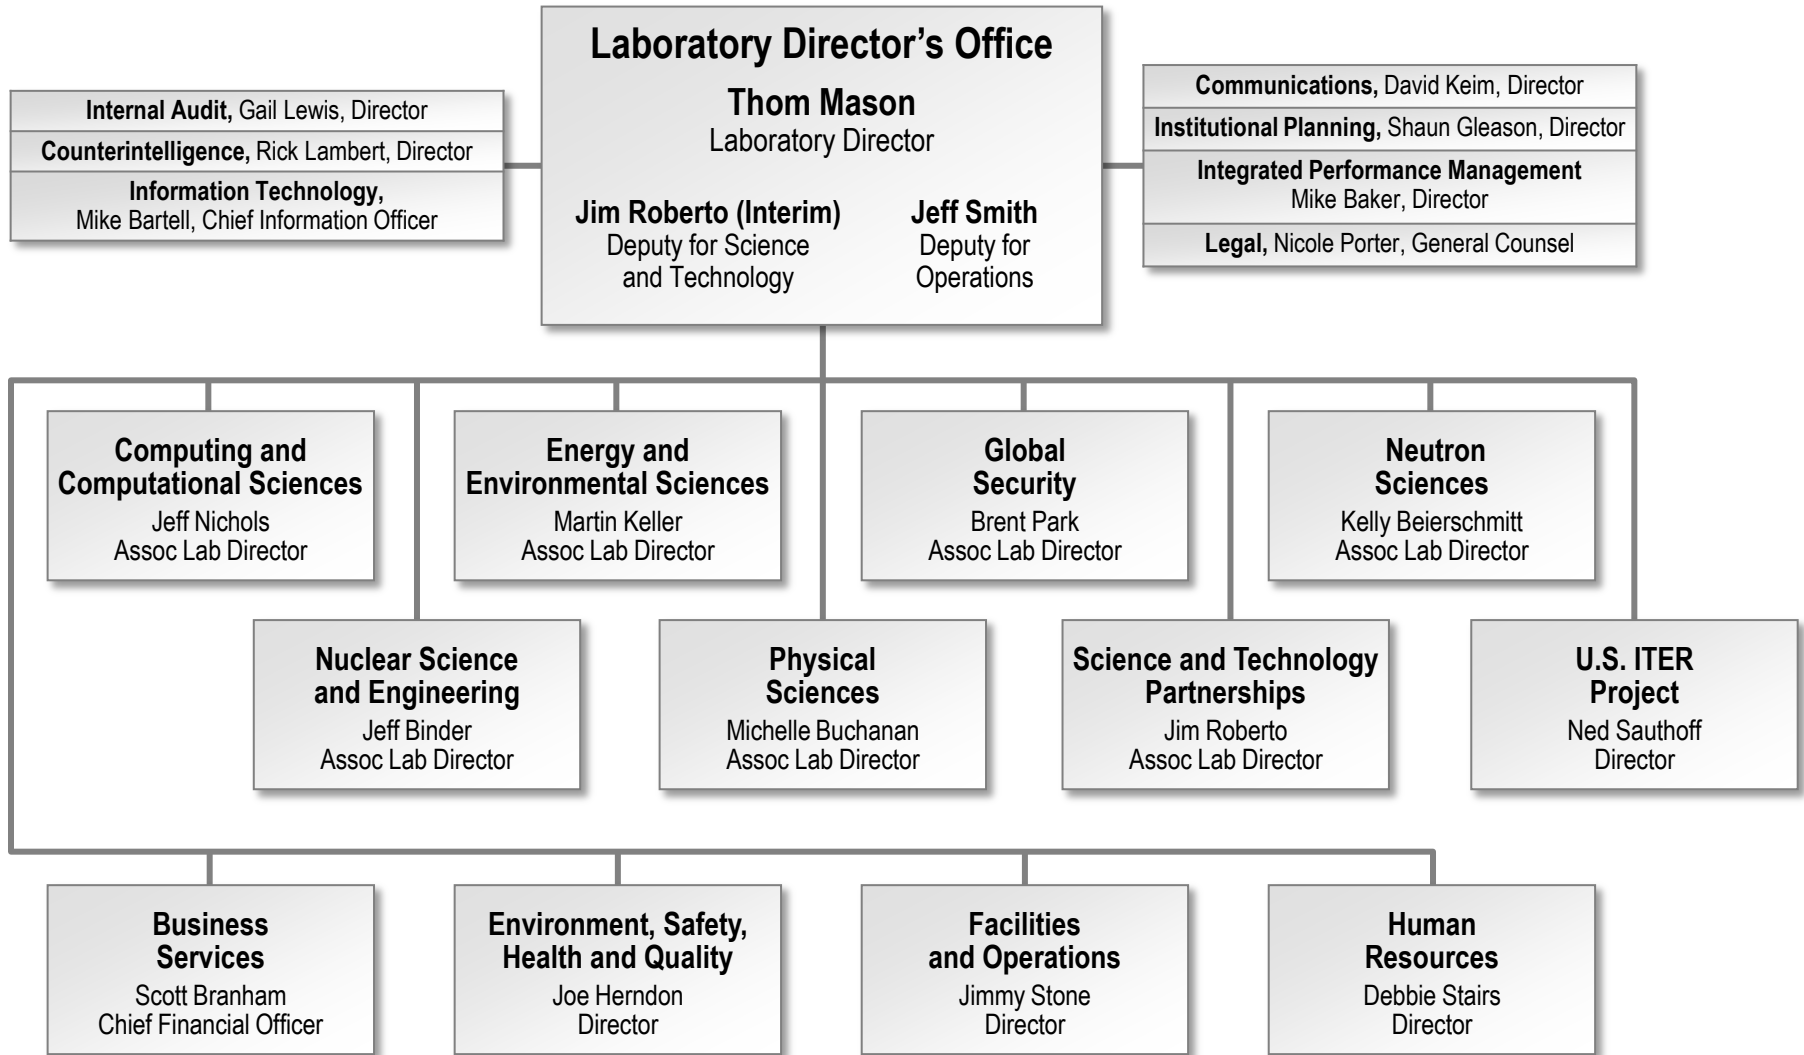 Laboratory Director’s Office
Thom Mason
Laboratory Director
Jim Roberto (Interim)
Deputy for Science
and Technology
Jeff Smith
Deputy for
Operations
Internal Audit, Gail Lewis, Director
Counterintelligence, Rick Lambert, Director
Information Technology,
Mike Bartell, Chief Information Officer
Communications, David Keim, Director
Institutional Planning, Shaun Gleason, Director
Integrated Performance Management
Mike Baker, Director
Legal, Nicole Porter, General Counsel
Computing and
Computational Sciences
Jeff Nichols
Assoc Lab Director
Energy and
Environmental Sciences
Martin Keller
Assoc Lab Director
Global
Security
Brent Park
Assoc Lab Director
Neutron
Sciences
Kelly Beierschmitt
Assoc Lab Director
Nuclear Science
and Engineering
Jeff Binder
Assoc Lab Director
Physical
Sciences
Michelle Buchanan
Assoc Lab Director
Science and Technology
Partnerships
Jim Roberto
Assoc Lab Director
U.S. ITER
Project
Ned Sauthoff
Director
Business
Services
Scott Branham
Chief Financial Officer
Environment, Safety,
Health and Quality
Joe Herndon
Director
Facilities
and Operations
Jimmy Stone
Director
Human
Resources
Debbie Stairs
Director